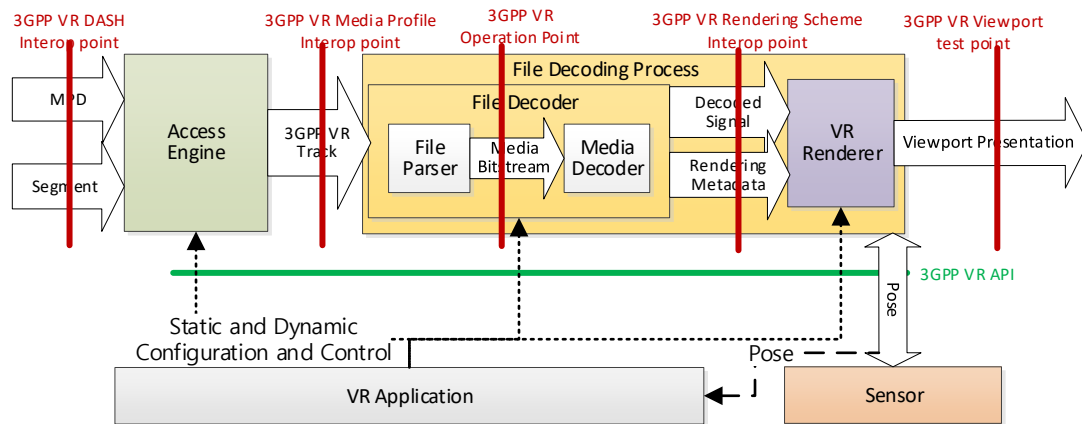 3GPP VR DASH
Interop point
3GPP VR Media Profile
Interop point
3GPP VR
Operation Point
3GPP VR Rendering Scheme
Interop point
3GPP VR Viewport
test point
MPD
Segment
Access
Engine
3GPP VR
Track
File Decoding Process
File Decoder
File
Parser
Media
Bitstream
Media
Decoder
Decoded
Signal
Rendering
Metadata
VR
Renderer
Viewport Presentation
3GPP VR API
Pose
Static and Dynamic
Configuration and Control
Pose
VR Application
Sensor